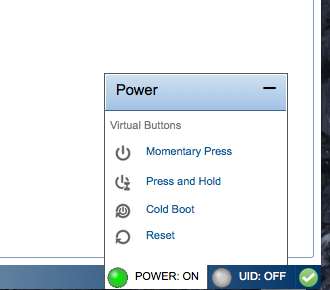 Power
Virtual Buttons
Momentary Press
Press and Hold
Cold Boot
Reset
POWER: ON UID: OFF